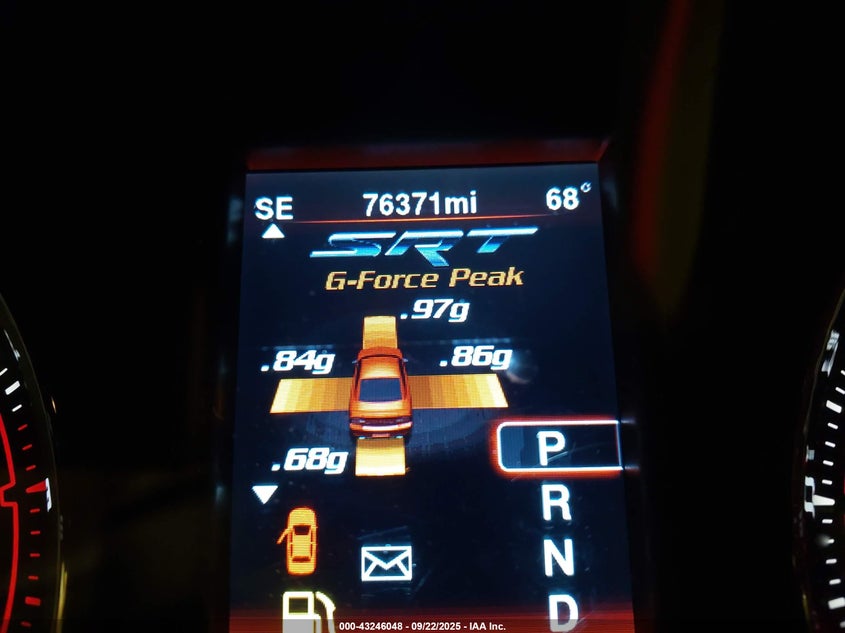 SE 76371mi 68°
SRT
G-Force Peak
.97g
.84g .86g
.68g
P
R
N
D
000-43246048 - 09/22/2025 - IAA Inc.